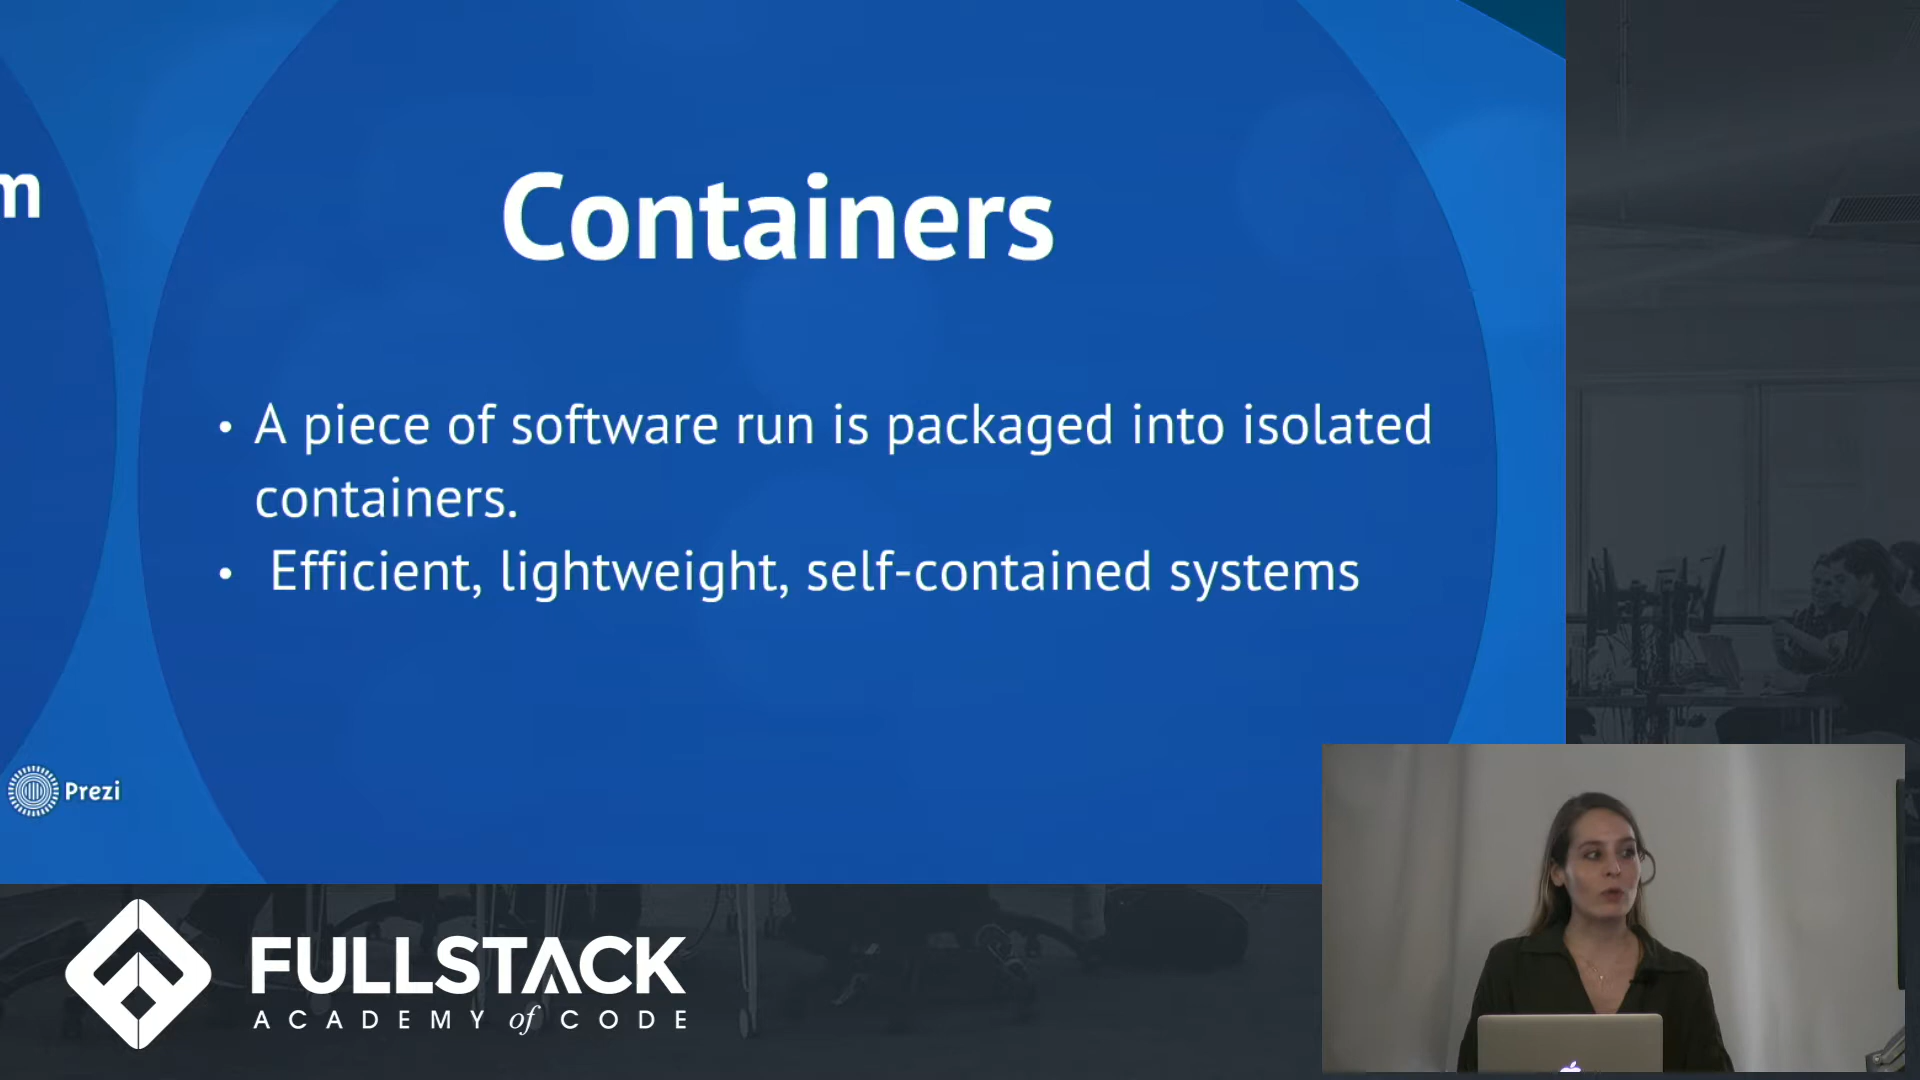 m
Containers
• A piece of software run is packaged into isolated
containers.
• Efficient, lightweight, self-contained systems
Prezi
FULLSTACK
ACADEMY of CODE